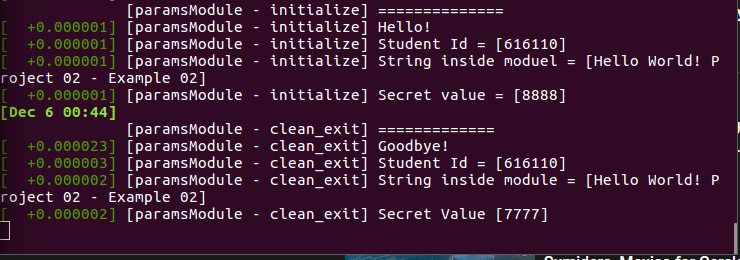 [paramsModule - initialize] ==============
[  +0.000001] [paramsModule - initialize] Hello!
[  +0.000001] [paramsModule - initialize] Student Id = [616110]
[  +0.000001] [paramsModule - initialize] String inside moduel = [Hello World! P
roject 02 - Example 02]
[  +0.000001] [paramsModule - initialize] Secret value = [8888]
[Dec 6 00:44]
[paramsModule - clean_exit] =============
[  +0.000023] [paramsModule - clean_exit] Goodbye!
[  +0.000003] [paramsModule - clean_exit] Student Id = [616110]
[  +0.000002] [paramsModule - clean_exit] String inside module = [Hello World! P
roject 02 - Example 02]
[  +0.000002] [paramsModule - clean_exit] Secret Value [7777]